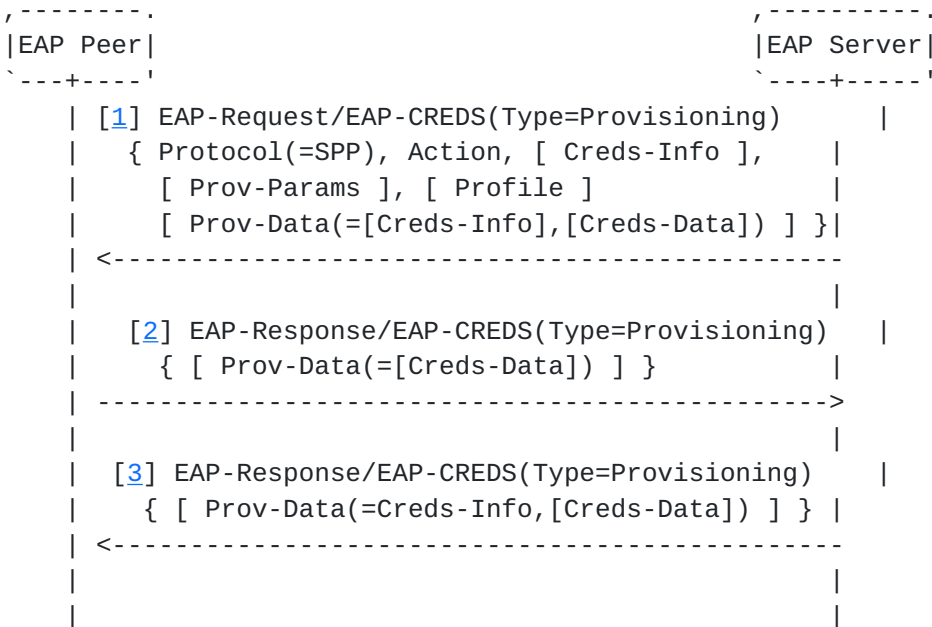 ,--------.                                       ,----------.
|EAP Peer|                                       |EAP Server|
`---+----'                                       `----+-----'
    | [1] EAP-Request/EAP-CREDS(Type=Provisioning)      |
    |   { Protocol(=SPP), Action, [ Creds-Info ],    |
    |     [ Prov-Params ], [ Profile ]               |
    |     [ Prov-Data(=[Creds-Info],[Creds-Data]) ] }|
    | <------------------------------------------------
    |                                                |
    |   [2] EAP-Response/EAP-CREDS(Type=Provisioning)   |
    |     { [ Prov-Data(=[Creds-Data]) ] }           |
    | ----------------------------------------------->
    |                                                |
    |  [3] EAP-Response/EAP-CREDS(Type=Provisioning)    |
    |    { [ Prov-Data(=Creds-Info,[Creds-Data]) ] } |
    | <------------------------------------------------
    |                                                |
    |                                                |